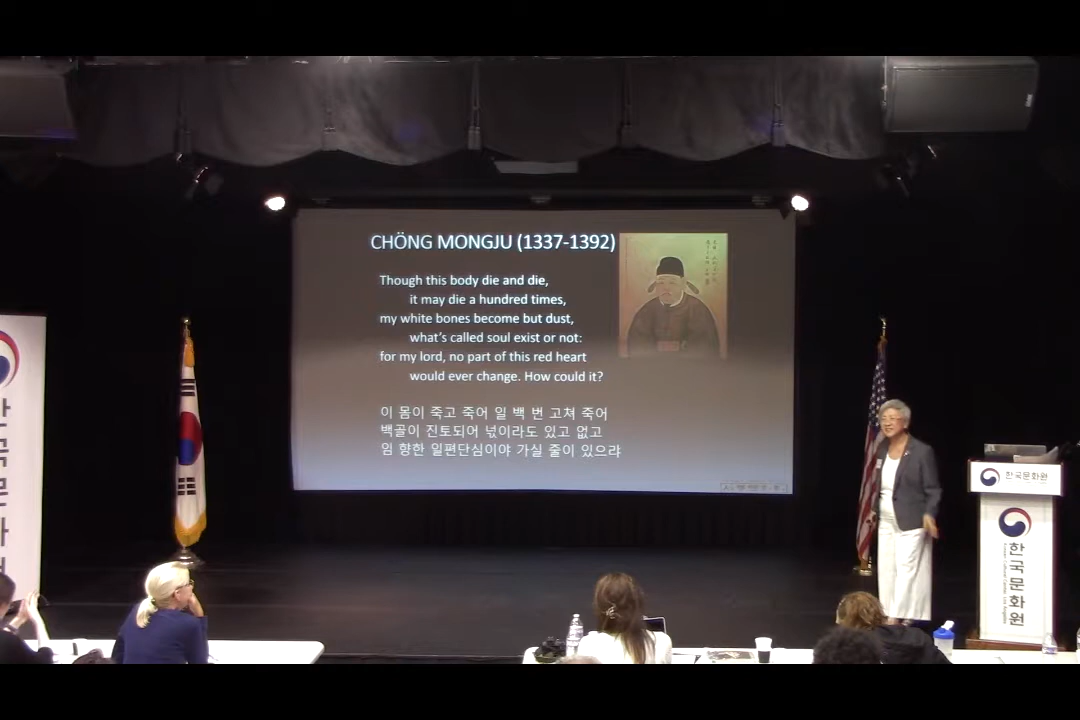 CHŎNG MONGJU (1337-1392)
Though this body die and die,
it may die a hundred times,
my white bones become but dust,
what's called soul exist or not:
for my lord, no part of this red heart
would ever change. How could it?
이 몸이 죽고 죽어 일 백 번 고쳐 죽어
백골이 진토되어 넋이라도 있고 없고
임 향한 일편단심이야 가실 줄이 있으랴
한국문화원
한국문화원